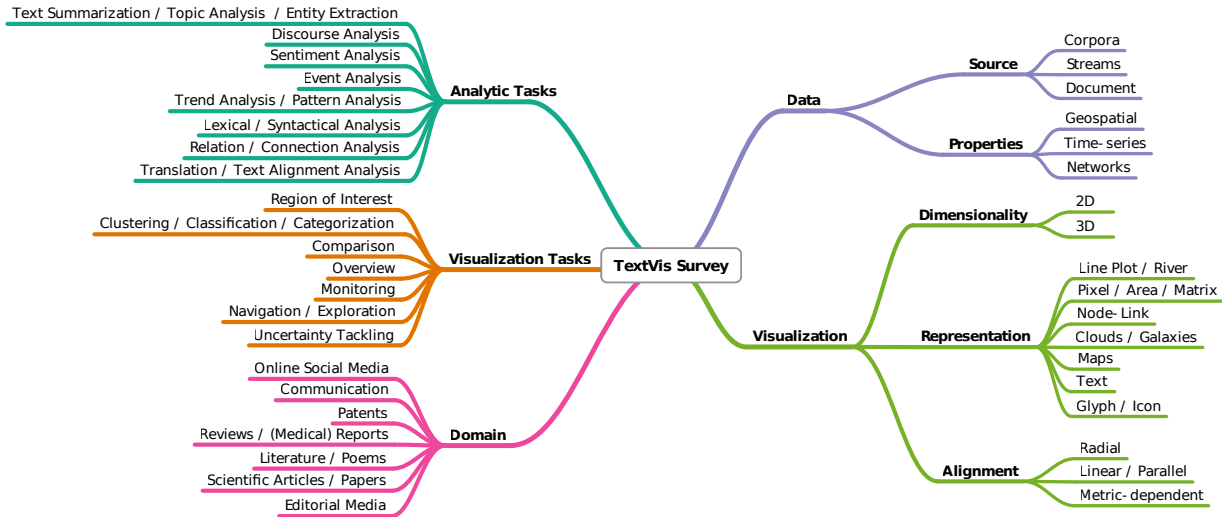 Text Summarization / Topic Analysis / Entity Extraction
Discourse Analysis
Sentiment Analysis
Event Analysis
Trend Analysis / Pattern Analysis
Lexical / Syntactical Analysis
Relation / Connection Analysis
Translation / Text Alignment Analysis
Analytic Tasks
Region of Interest
Clustering / Classification / Categorization
Comparison
Overview
Monitoring
Navigation / Exploration
Uncertainty Tackling
Visualization Tasks
Online Social Media
Communication
Patents
Reviews / (Medical) Reports
Literature / Poems
Scientific Articles / Papers
Editorial Media
Domain
TextVis Survey
Data
Source
Corpora
Streams
Document
Properties
Geospatial
Time-series
Networks
Visualization
Dimensionality
2D
3D
Representation
Line Plot / River
Pixel / Area / Matrix
Node-Link
Clouds / Galaxies
Maps
Text
Glyph / Icon
Alignment
Radial
Linear / Parallel
Metric-dependent